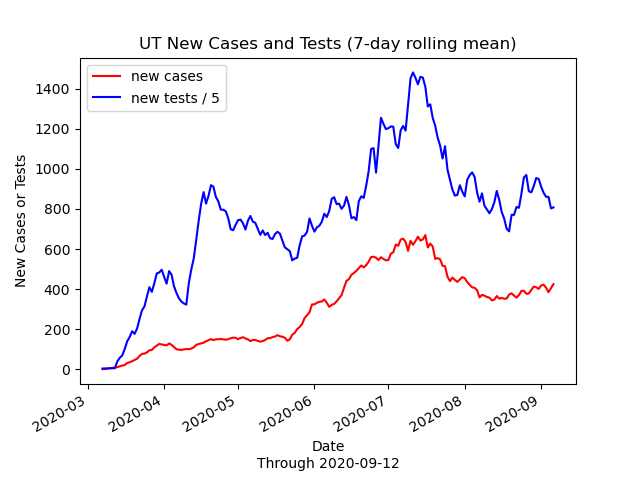 UT New Cases and Tests (7-day rolling mean)
new cases
new tests / 5
New Cases or Tests
1400
1200
1000
800
600
400
200
0
2020-03
2020-04
2020-05
2020-06
2020-07
2020-08
2020-09
Date
Through 2020-09-12